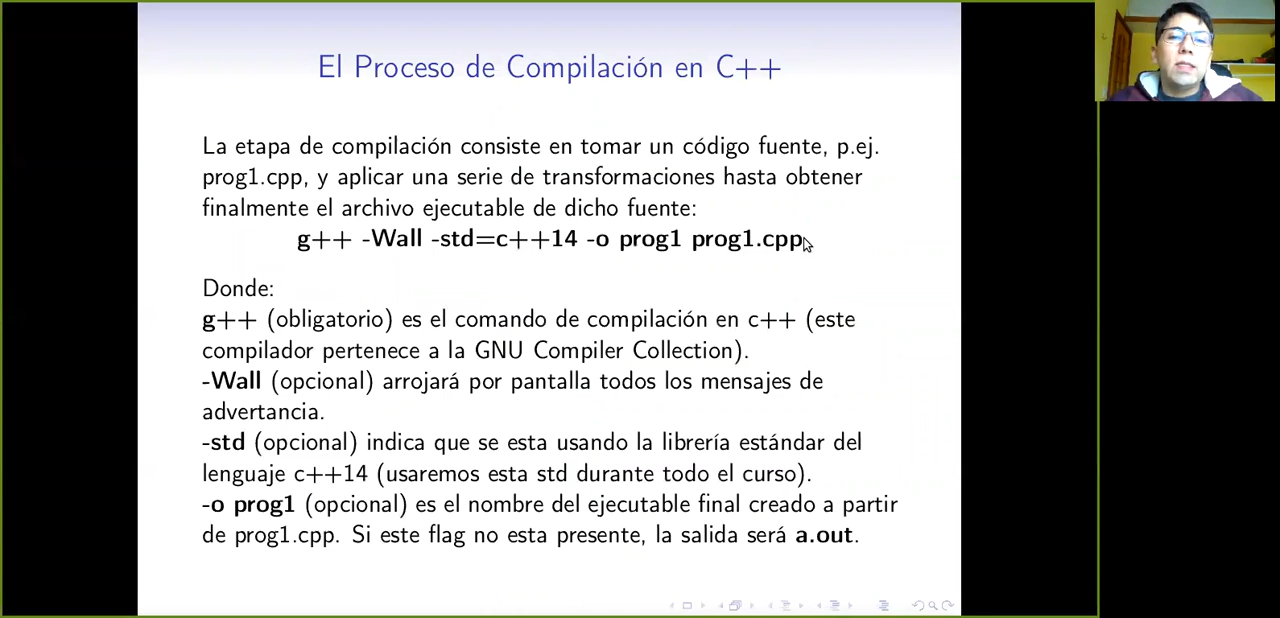 El Proceso de Compilación en C++
La etapa de compilación consiste en tomar un código fuente, p.ej.
prog1.cpp, y aplicar una serie de transformaciones hasta obtener
finalmente el archivo ejecutable de dicho fuente:
g++ -Wall -std=c++14 -o prog1 prog1.cpp
Donde:
g++ (obligatorio) es el comando de compilación en c++ (este
compilador pertenece a la GNU Compiler Collection).
-Wall (opcional) arrojará por pantalla todos los mensajes de
advertancia.
-std (opcional) indica que se esta usando la librería estándar del
lenguaje c++14 (usaremos esta std durante todo el curso).
-o prog1 (opcional) es el nombre del ejecutable final creado a partir
de prog1.cpp. Si este flag no esta presente, la salida será a.out.